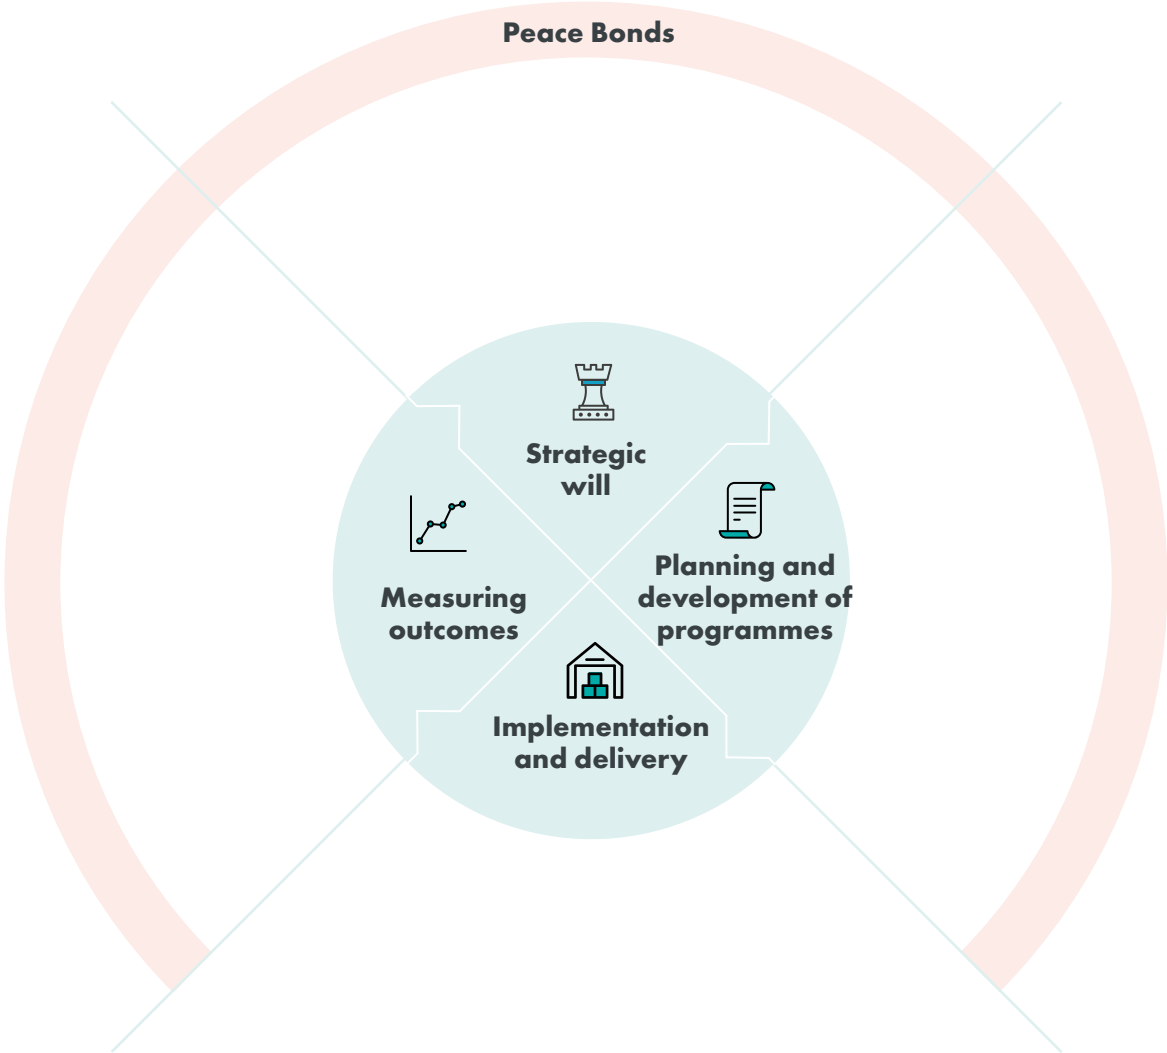 Peace Bonds
Strategic
will
Planning and
development of
programmes
Measuring
outcomes
Implementation
and delivery